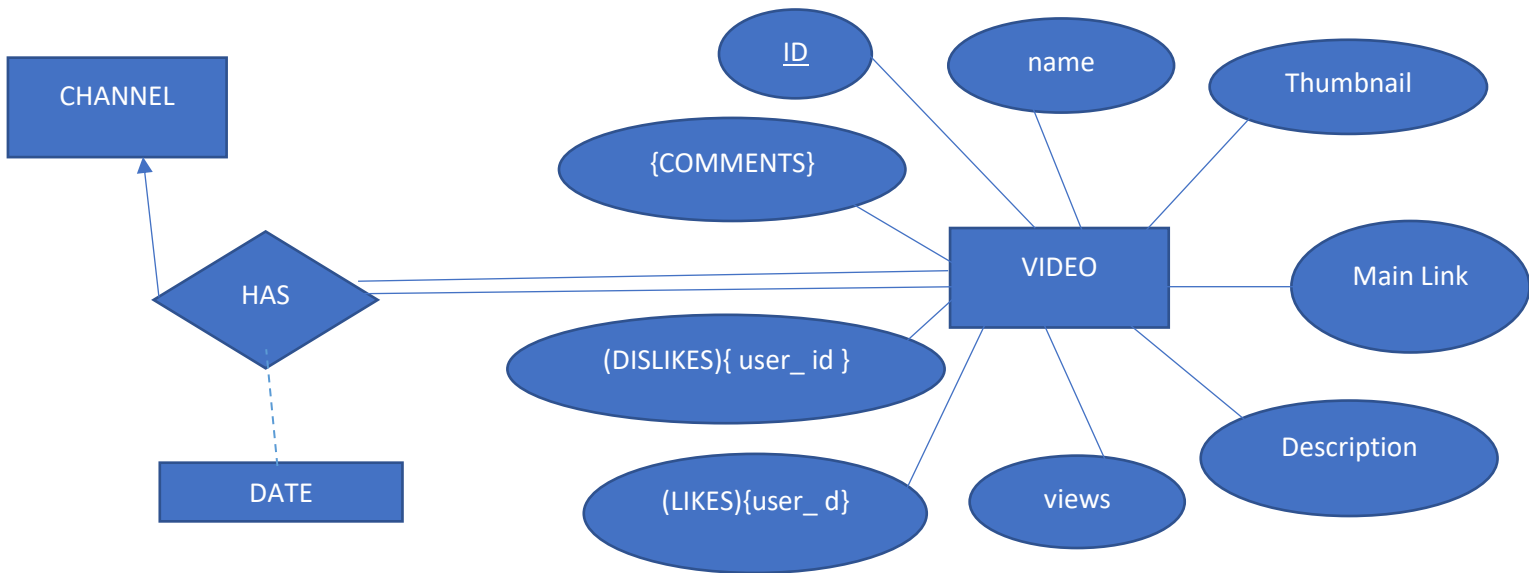 ID
name
Thumbnail
CHANNEL
{COMMENTS}
VIDEO
Main Link
HAS
(DISLIKES){ user_ id }
Description
DATE
(LIKES){user_ d}
views